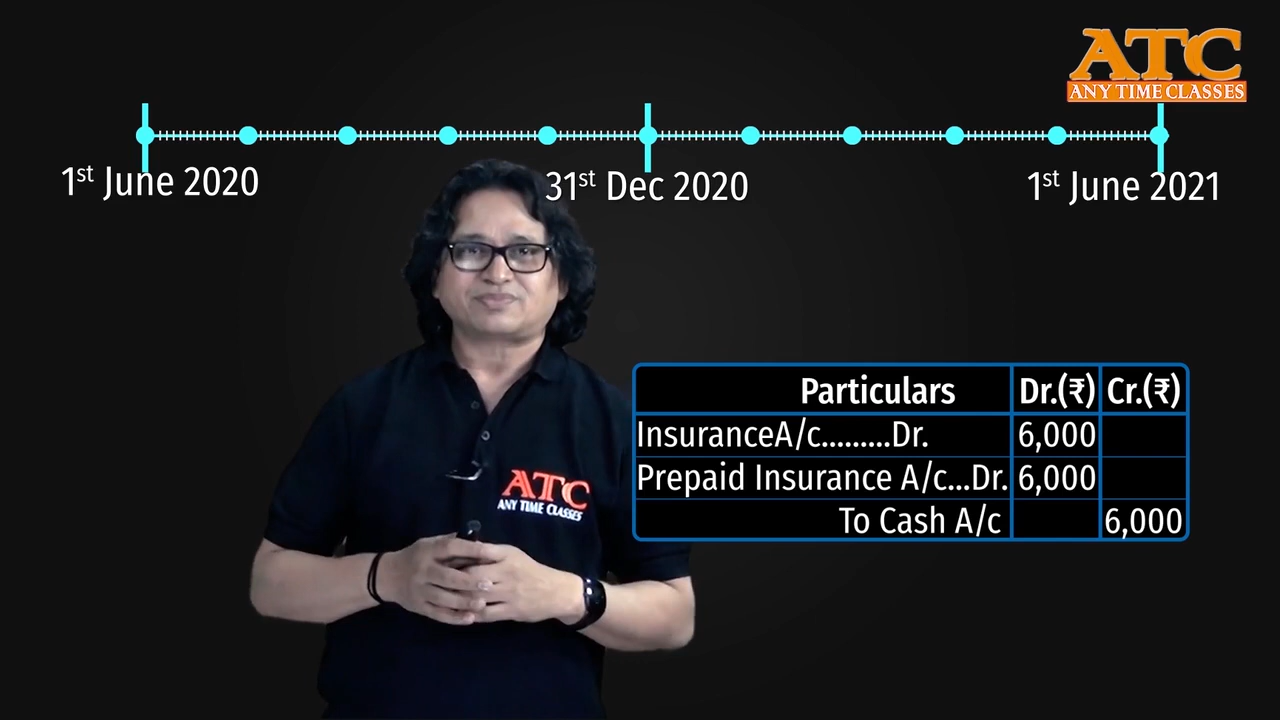 ATC
ANY TIME CLASSES
1st June 2020
31st Dec 2020
1st June 2021
Particulars Dr.(₹) Cr.(₹)
InsuranceA/c.........Dr. 6,000
Prepaid Insurance A/c...Dr. 6,000
To Cash A/c 6,000
ATC
ANY TIME CLASSES